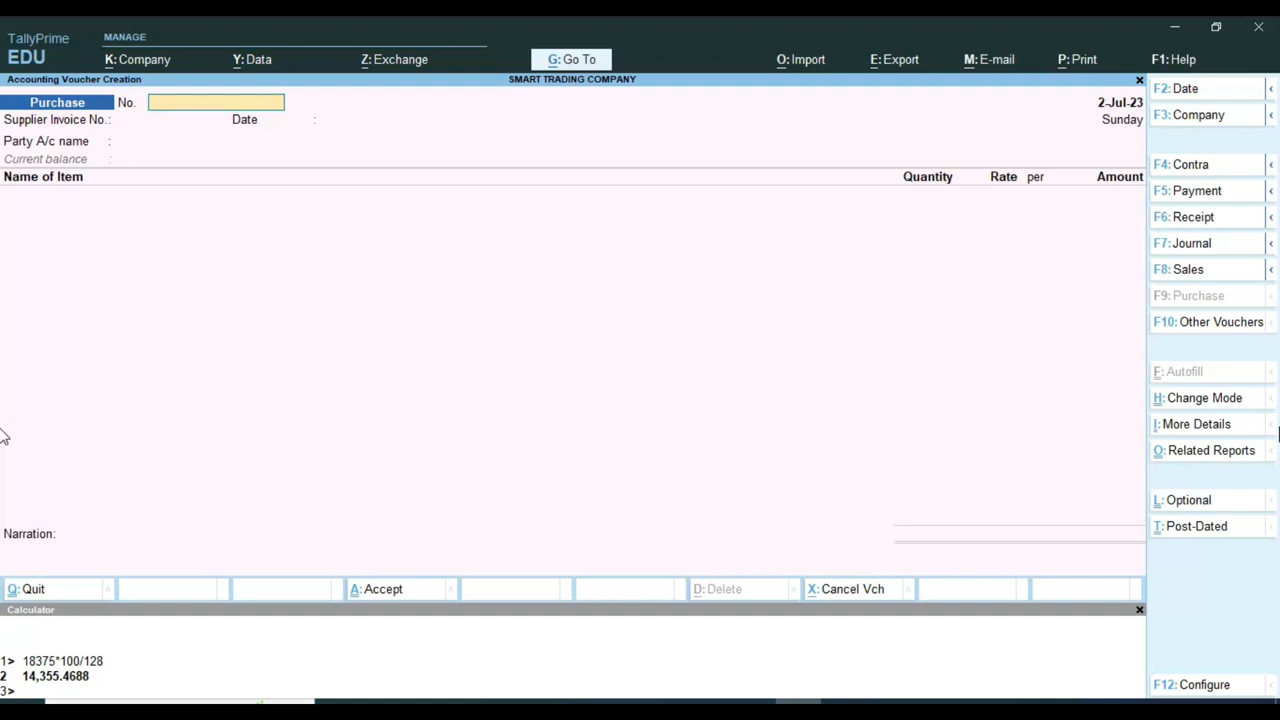 TallyPrime
EDU
MANAGE
K: Company
Y: Data
Z: Exchange
G: Go To
O: Import
E: Export
M: E-mail
P: Print
F1: Help
Accounting Voucher Creation
SMART TRADING COMPANY
Purchase No.
2-Jul-23
Supplier Invoice No.: Date :
Sunday
Party A/c name :
Current balance :
Name of Item Quantity Rate per Amount
Narration:
Q: Quit
A: Accept
D: Delete
X: Cancel Vch
Calculator
1> 18375*100/128
2 14,355.4688
3>
F2: Date
F3: Company
F4: Contra
F5: Payment
F6: Receipt
F7: Journal
F8: Sales
F9: Purchase
F10: Other Vouchers
F: Autofill
H: Change Mode
I: More Details
O: Related Reports
L: Optional
T: Post-Dated
F12: Configure